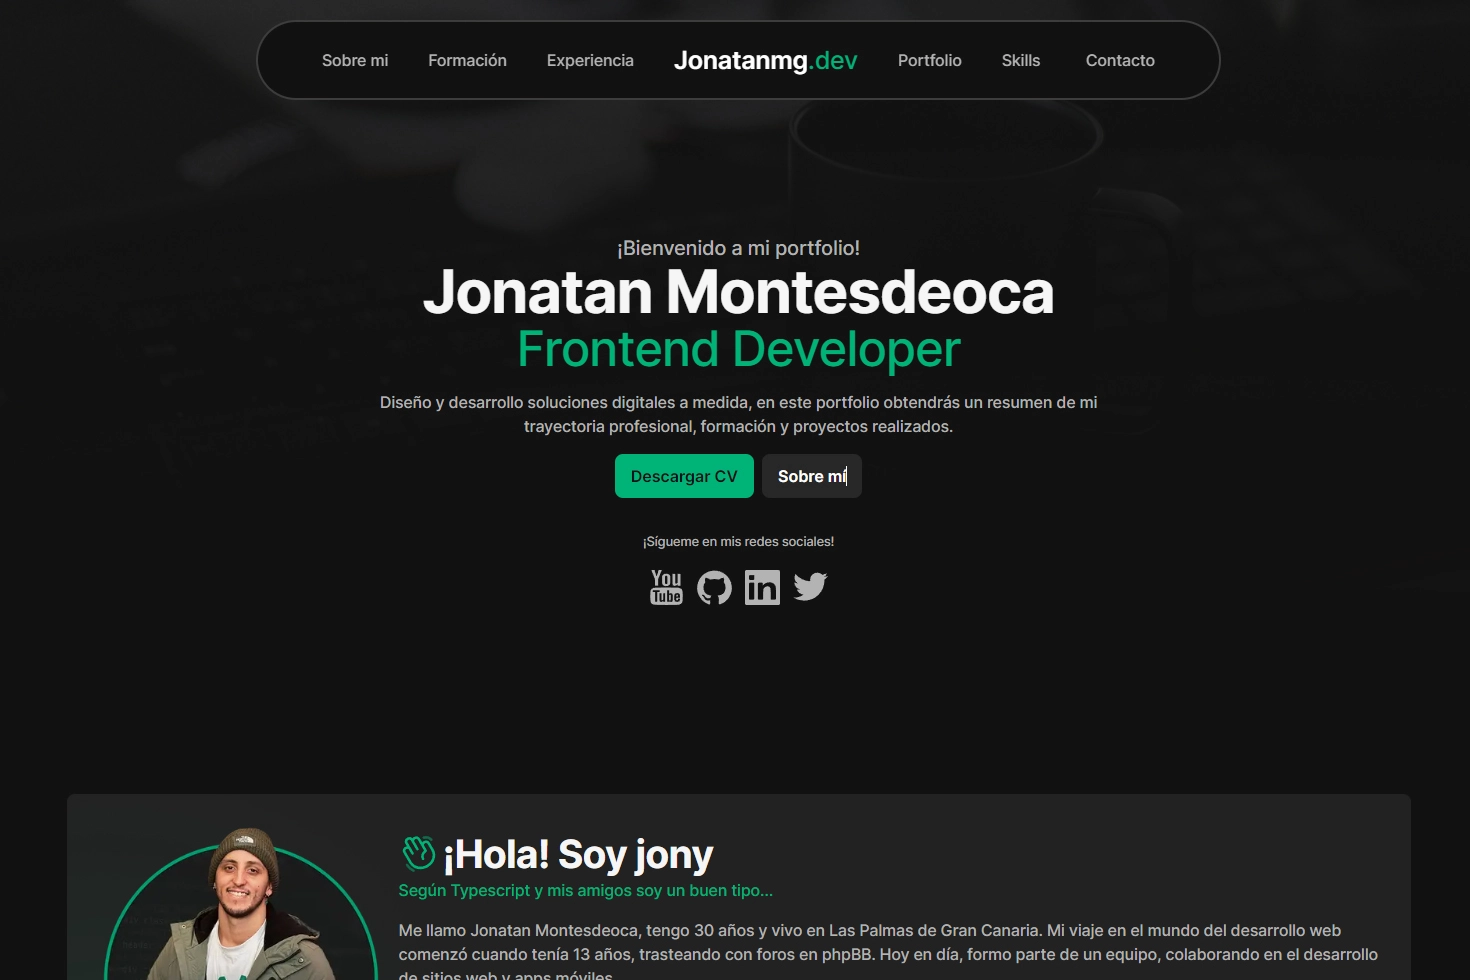 Sobre mi
Formación
Experiencia
Jonatanmg.dev
Portfolio
Skills
Contacto
¡Bienvenido a mi portfolio!
Jonatan Montesdeoca
Frontend Developer
Diseño y desarrollo soluciones digitales a medida, en este portfolio obtendrás un resumen de mi
trayectoria profesional, formación y proyectos realizados.
Descargar CV
Sobre mí
¡Sígueme en mis redes sociales!
You
Tube
in
¡Hola! Soy jony
Según Typescript y mis amigos soy un buen tipo...
Me llamo Jonatan Montesdeoca, tengo 30 años y vivo en Las Palmas de Gran Canaria. Mi viaje en el mundo del desarrollo web
comenzó cuando tenía 13 años, trasteando con foros en phpBB. Hoy en día, formo parte de un equipo, colaborando en el desarrollo
de sitios web y apps móviles.